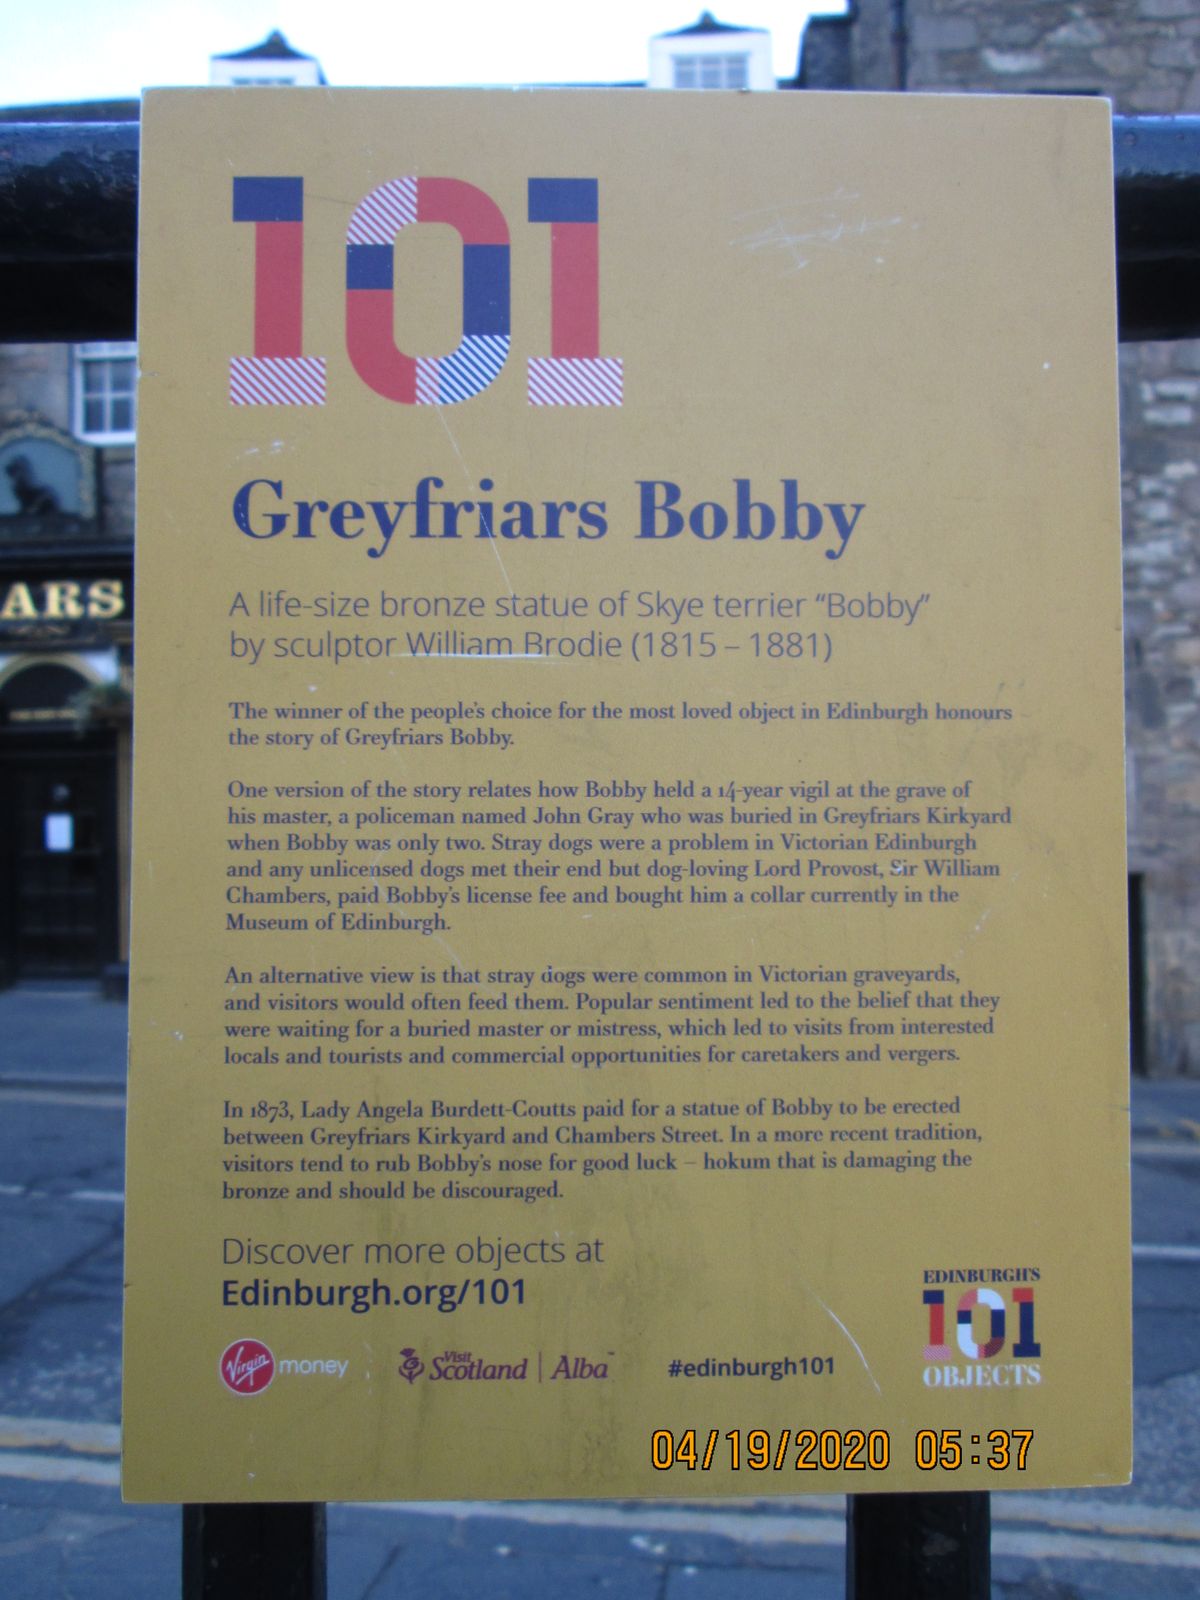 101
Greyfriars Bobby
A life-size bronze statue of Skye terrier “Bobby”
by sculptor William Brodie (1815 – 1881)
The winner of the people's choice for the most loved object in Edinburgh honours
the story of Greyfriars Bobby.
One version of the story relates how Bobby held a 14-year vigil at the grave of
his master, a policeman named John Gray who was buried in Greyfriars Kirkyard
when Bobby was only two. Stray dogs were a problem in Victorian Edinburgh
and any unlicensed dogs met their end but dog-loving Lord Provost, Sir William
Chambers, paid Bobby's license fee and bought him a collar currently in the
Museum of Edinburgh.
An alternative view is that stray dogs were common in Victorian graveyards,
and visitors would often feed them. Popular sentiment led to the belief that they
were waiting for a buried master or mistress, which led to visits from interested
locals and tourists and commercial opportunities for caretakers and vergers.
In 1873, Lady Angela Burdett-Coutts paid for a statue of Bobby to be erected
between Greyfriars Kirkyard and Chambers Street. In a more recent tradition,
visitors tend to rub Bobby's nose for good luck – hokum that is damaging the
bronze and should be discouraged.
Discover more objects at
Edinburgh.org/101
Virgin money
Visit
Scotland | Alba™
#edinburgh101
EDINBURGH'S
101
OBJECTS
ARS
04/19/2020 05:37